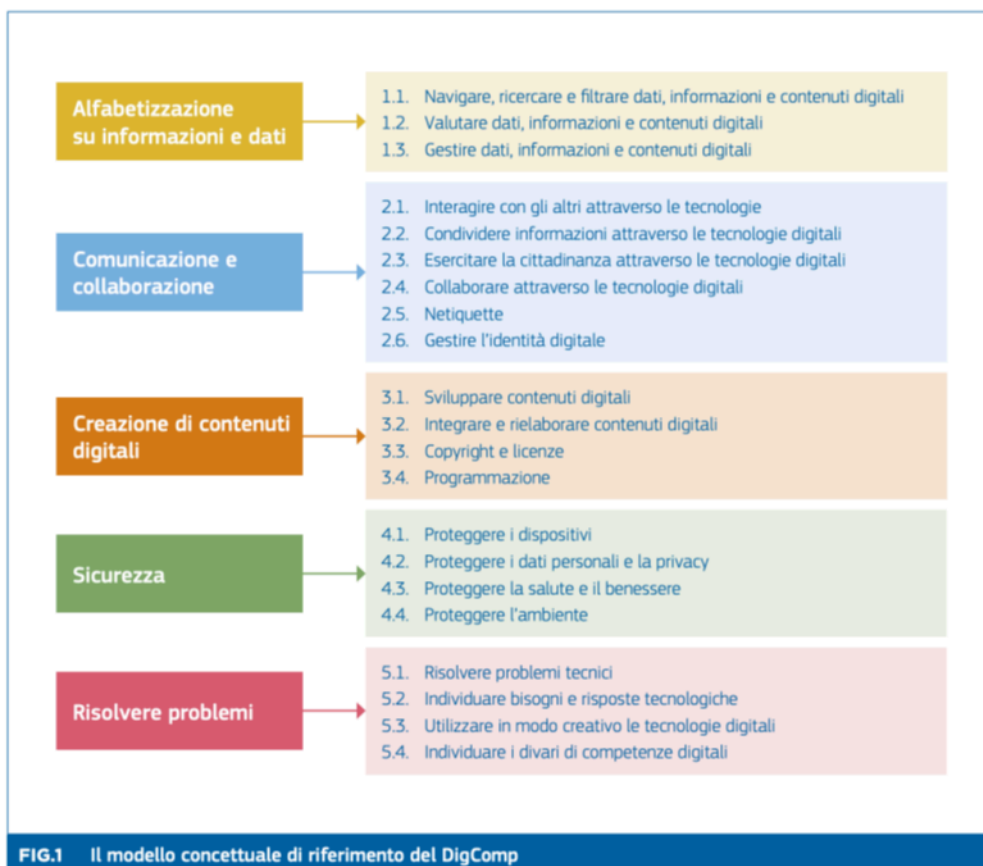 Alfabetizzazione
su informazioni e dati
1.1. Navigare, ricercare e filtrare dati, informazioni e contenuti digitali
1.2. Valutare dati, informazioni e contenuti digitali
1.3. Gestire dati, informazioni e contenuti digitali
Comunicazione e
collaborazione
2.1. Interagire con gli altri attraverso le tecnologie
2.2. Condividere informazioni attraverso le tecnologie digitali
2.3. Esercitare la cittadinanza attraverso le tecnologie digitali
2.4. Collaborare attraverso le tecnologie digitali
2.5. Netiquette
2.6. Gestire l'identità digitale
Creazione di contenuti
digitali
3.1. Sviluppare contenuti digitali
3.2. Integrare e rielaborare contenuti digitali
3.3. Copyright e licenze
3.4. Programmazione
Sicurezza
4.1. Proteggere i dispositivi
4.2. Proteggere i dati personali e la privacy
4.3. Proteggere la salute e il benessere
4.4. Proteggere l'ambiente
Risolvere problemi
5.1. Risolvere problemi tecnici
5.2. Individuare bisogni e risposte tecnologiche
5.3. Utilizzare in modo creativo le tecnologie digitali
5.4. Individuare i divari di competenze digitali
FIG.1 Il modello concettuale di riferimento del DigComp